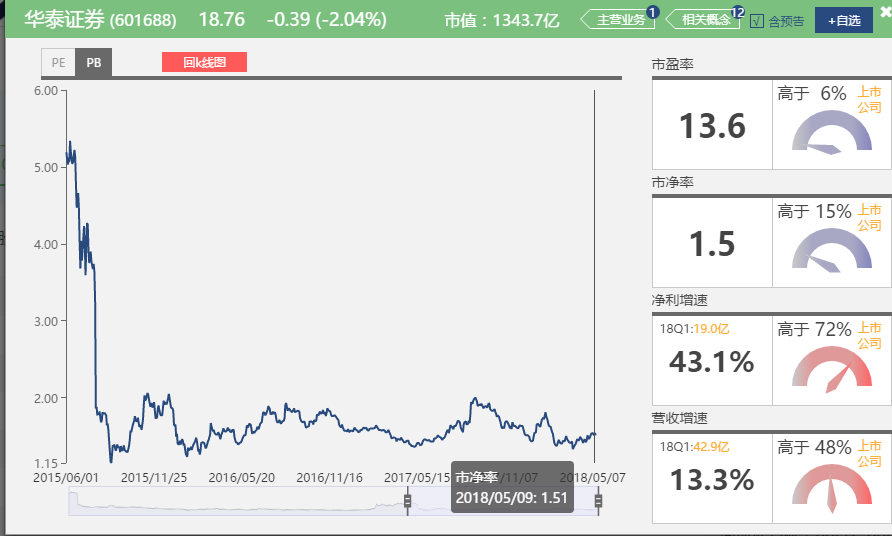 华泰证券 (601688) 18.76 -0.39 (-2.04%) 市值：1343.7亿 主营业务 1 相关概念 12 含预告 +自选
PE PB 回k线图
6.00
5.00
4.00
3.00
2.00
1.15
2015/06/01 2015/11/25 2016/05/20 2016/11/16 2017/05/15 11/07 2018/05/07
市净率
2018/05/09: 1.51
市盈率
13.6
高于 6% 上市
公司
市净率
1.5
高于 15% 上市
公司
净利增速
18Q1:19.0亿
43.1%
高于 72% 上市
公司
营收增速
18Q1:42.9亿
13.3%
高于 48% 上市
公司